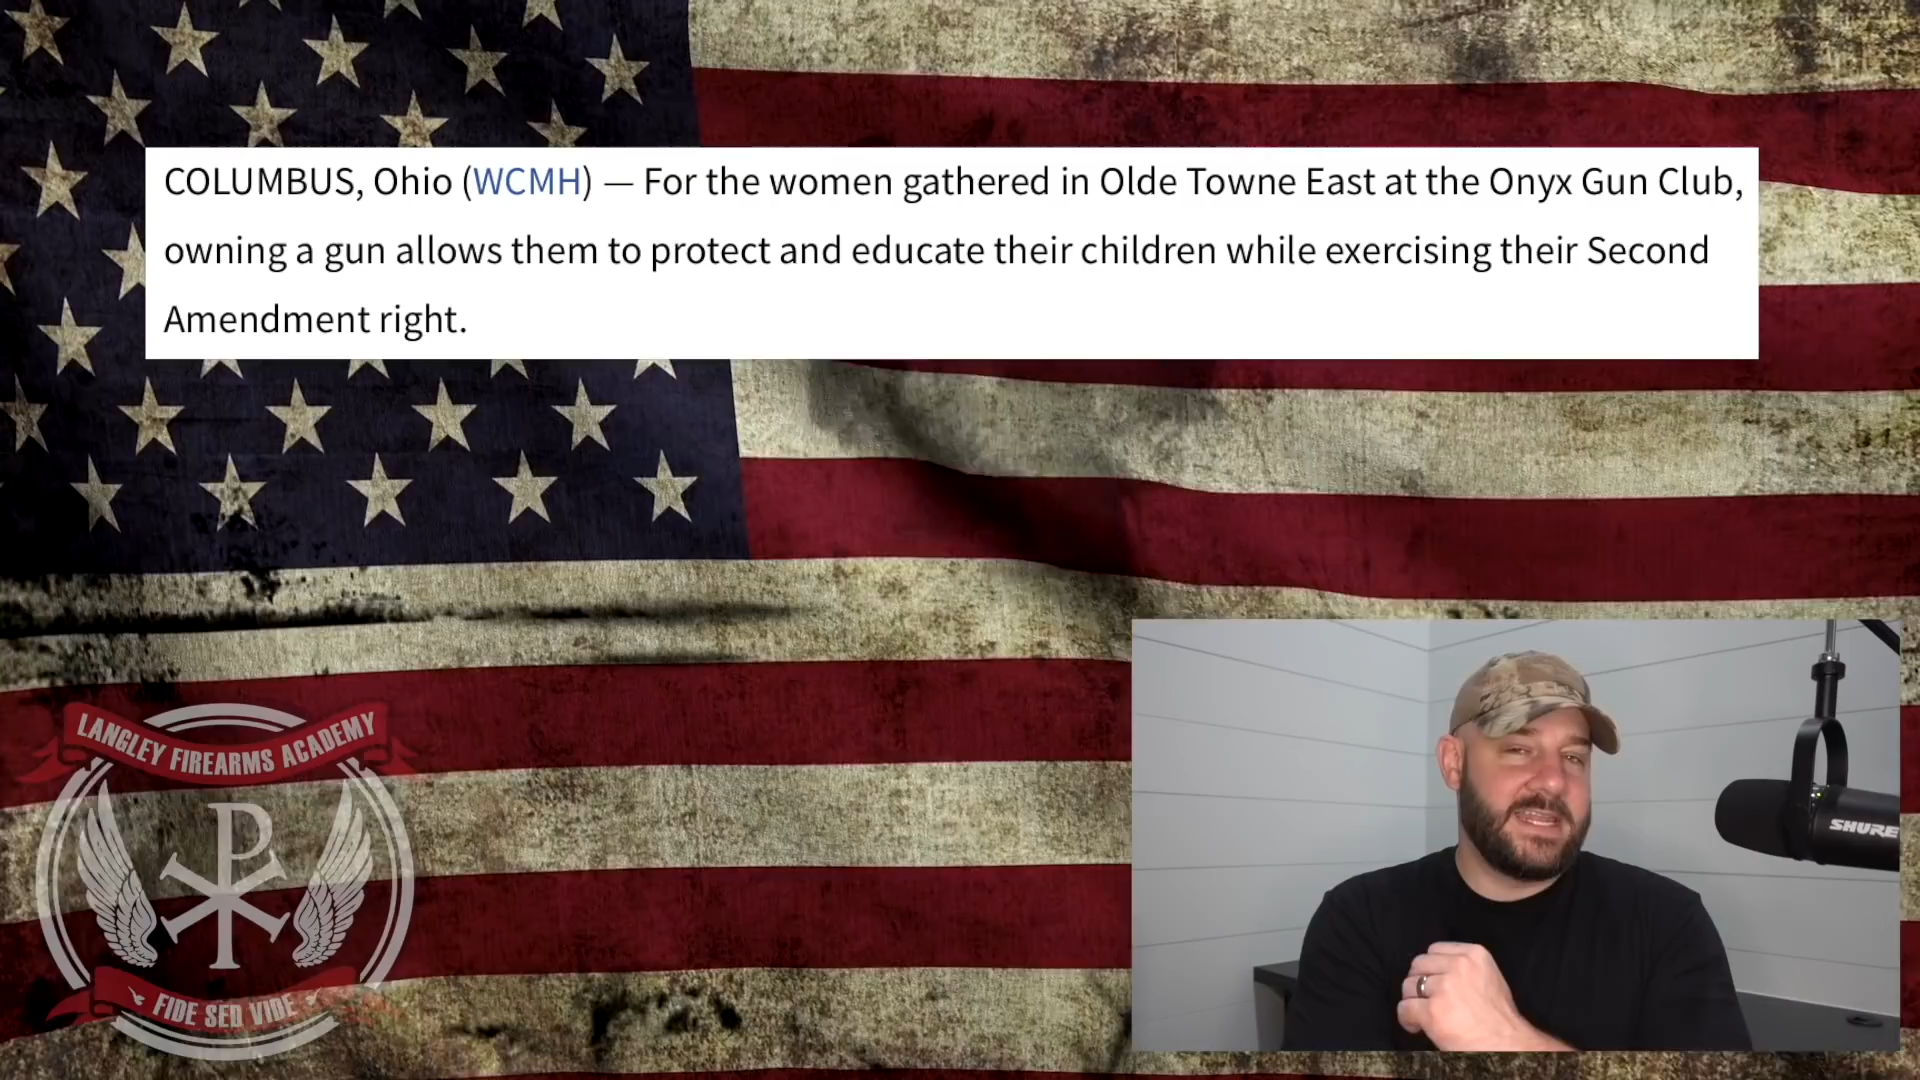 COLUMBUS, Ohio (WCMH) — For the women gathered in Olde Towne East at the Onyx Gun Club,
owning a gun allows them to protect and educate their children while exercising their Second
Amendment right.
LANGLEY FIREARMS ACADEMY
FIDE SED VIDE
SHURE